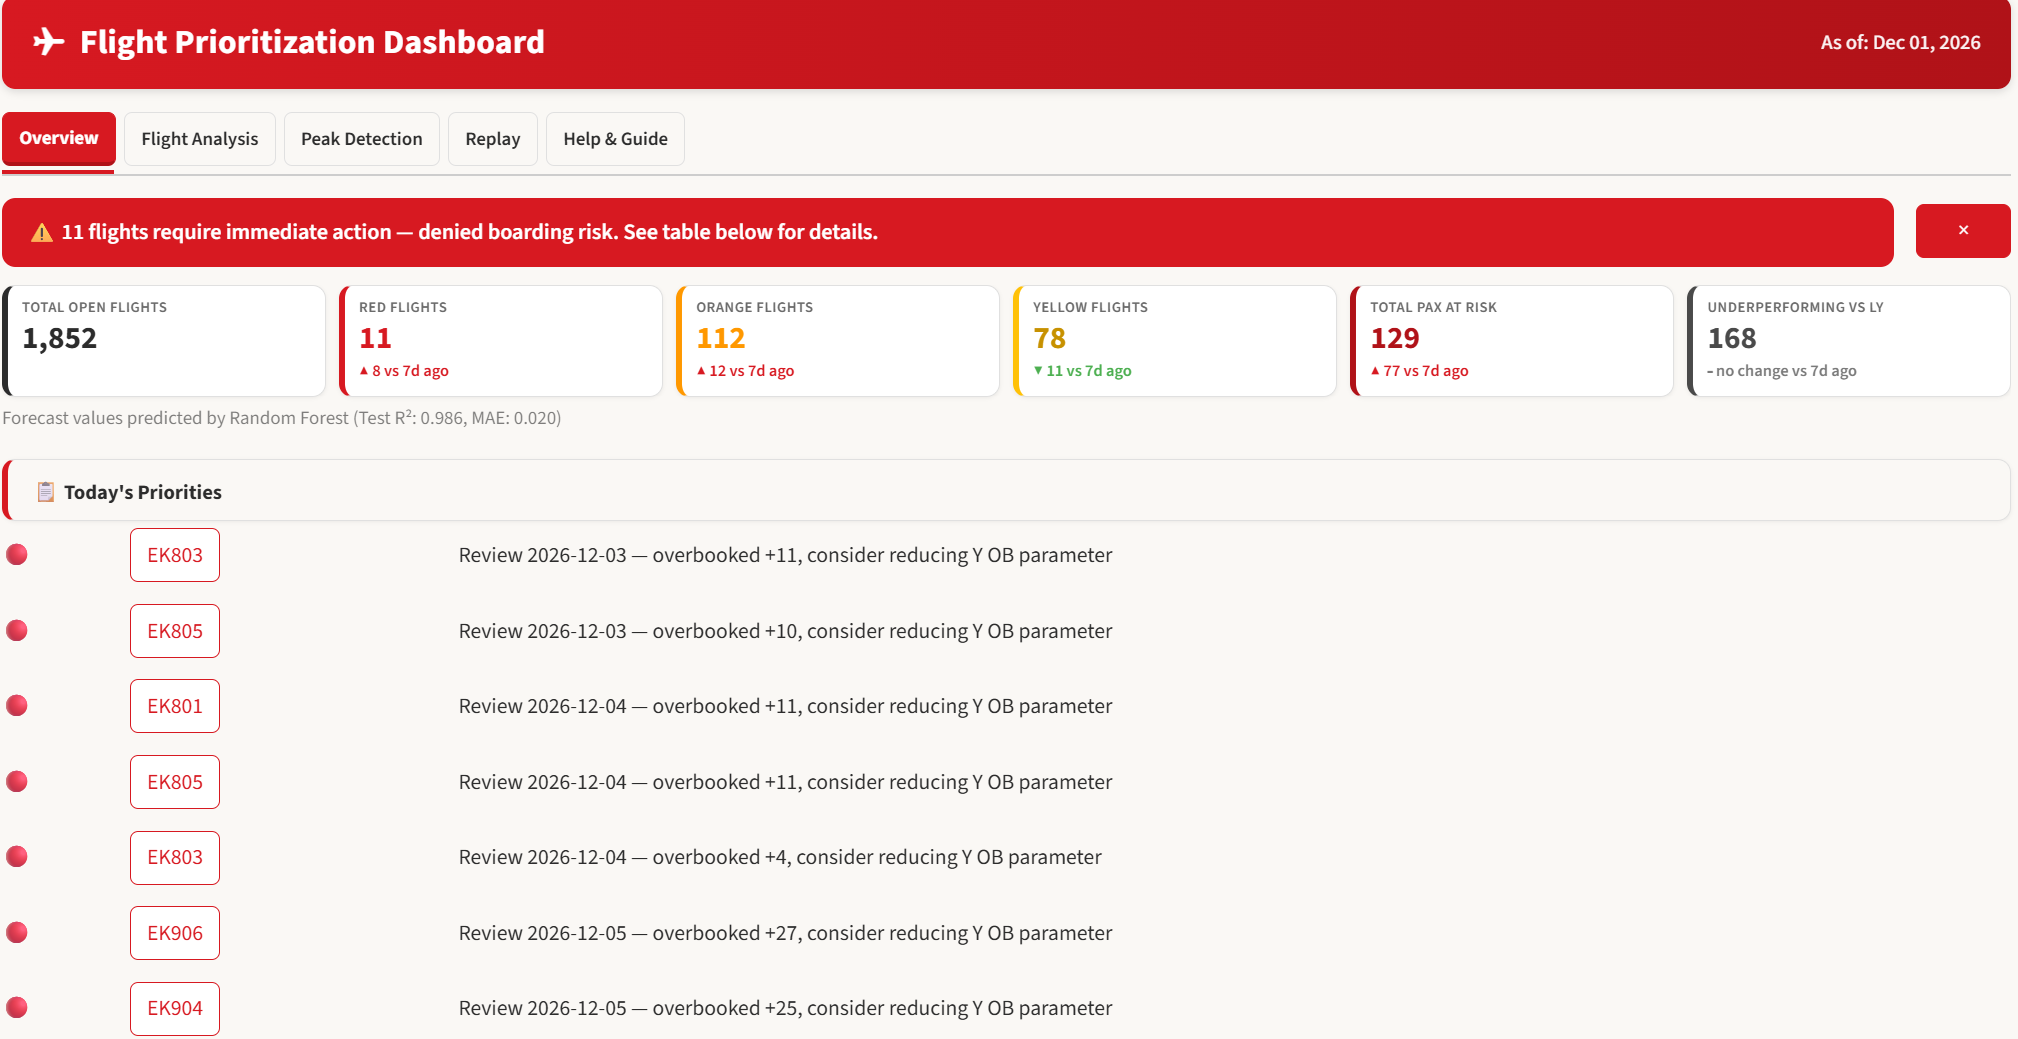 Flight Prioritization Dashboard
As of: Dec 01, 2026
Overview
Flight Analysis
Peak Detection
Replay
Help & Guide
11 flights require immediate action — denied boarding risk. See table below for details.
×
TOTAL OPEN FLIGHTS
1,852
RED FLIGHTS
11
▲ 8 vs 7d ago
ORANGE FLIGHTS
112
▲ 12 vs 7d ago
YELLOW FLIGHTS
78
▼ 11 vs 7d ago
TOTAL PAX AT RISK
129
▲ 77 vs 7d ago
UNDERPERFORMING VS LY
168
– no change vs 7d ago
Forecast values predicted by Random Forest (Test R²: 0.986, MAE: 0.020)
Today's Priorities
EK803 Review 2026-12-03 — overbooked +11, consider reducing Y OB parameter
EK805 Review 2026-12-03 — overbooked +10, consider reducing Y OB parameter
EK801 Review 2026-12-04 — overbooked +11, consider reducing Y OB parameter
EK805 Review 2026-12-04 — overbooked +11, consider reducing Y OB parameter
EK803 Review 2026-12-04 — overbooked +4, consider reducing Y OB parameter
EK906 Review 2026-12-05 — overbooked +27, consider reducing Y OB parameter
EK904 Review 2026-12-05 — overbooked +25, consider reducing Y OB parameter